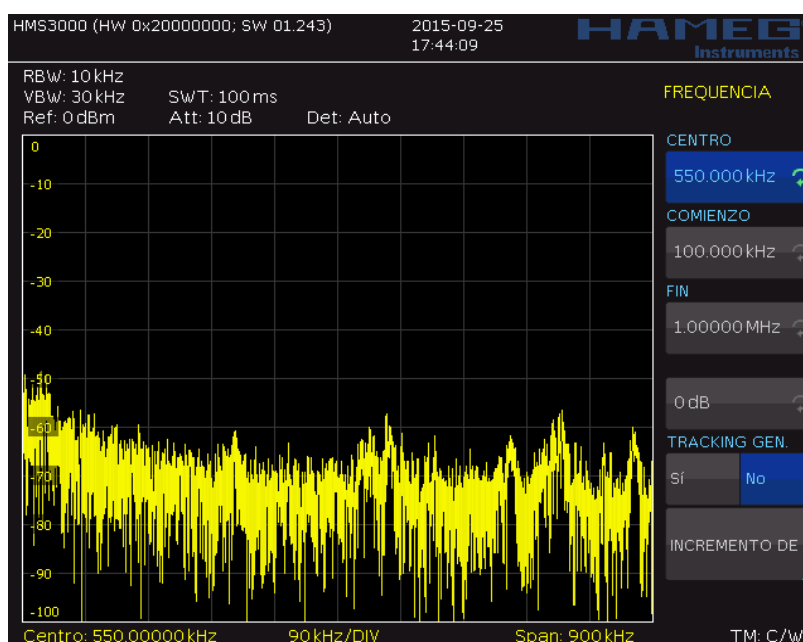 HMS3000 (HW 0x20000000; SW 01.243)
2015-09-25
17:44:09
HAMEG
Instruments
RBW: 10 kHz
VBW: 30 kHz SWT: 100 ms
Ref: 0 dBm Att: 10 dB Det: Auto
FREQUENCIA
CENTRO
550.000 kHz
COMIENZO
100.000 kHz
FIN
1.00000 MHz
0 dB
TRACKING GEN.
Sí No
INCREMENTO DE
0
-10
-20
-30
-40
-50
-60
-70
-80
-90
-100
Centro: 550.00000 kHz 90 kHz/DIV Span: 900 kHz
TM: C/W